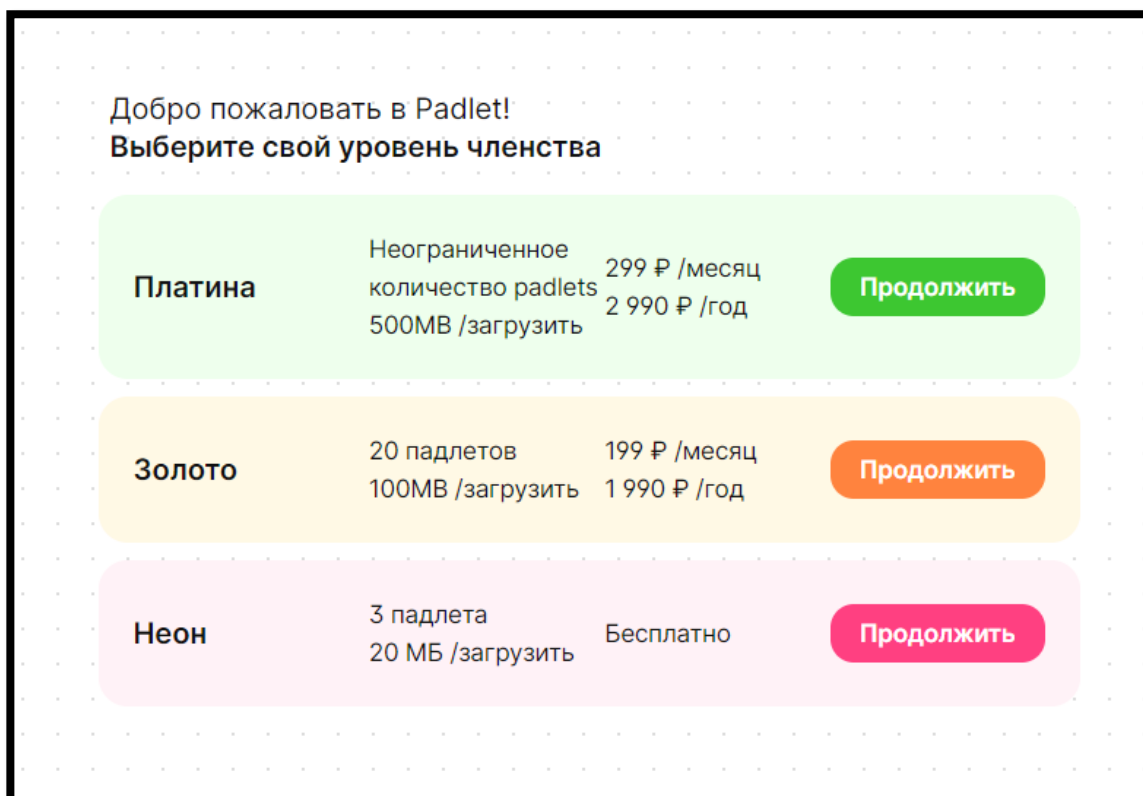 Добро пожаловать в Padlet!
Выберите свой уровень членства
Платина
Неограниченное
количество padlets
500MB /загрузить
299 ₽ /месяц
2 990 ₽ /год
Продолжить
Золото
20 падлетов
100MB /загрузить
199 ₽ /месяц
1 990 ₽ /год
Продолжить
Неон
3 падлета
20 МБ /загрузить
Бесплатно
Продолжить